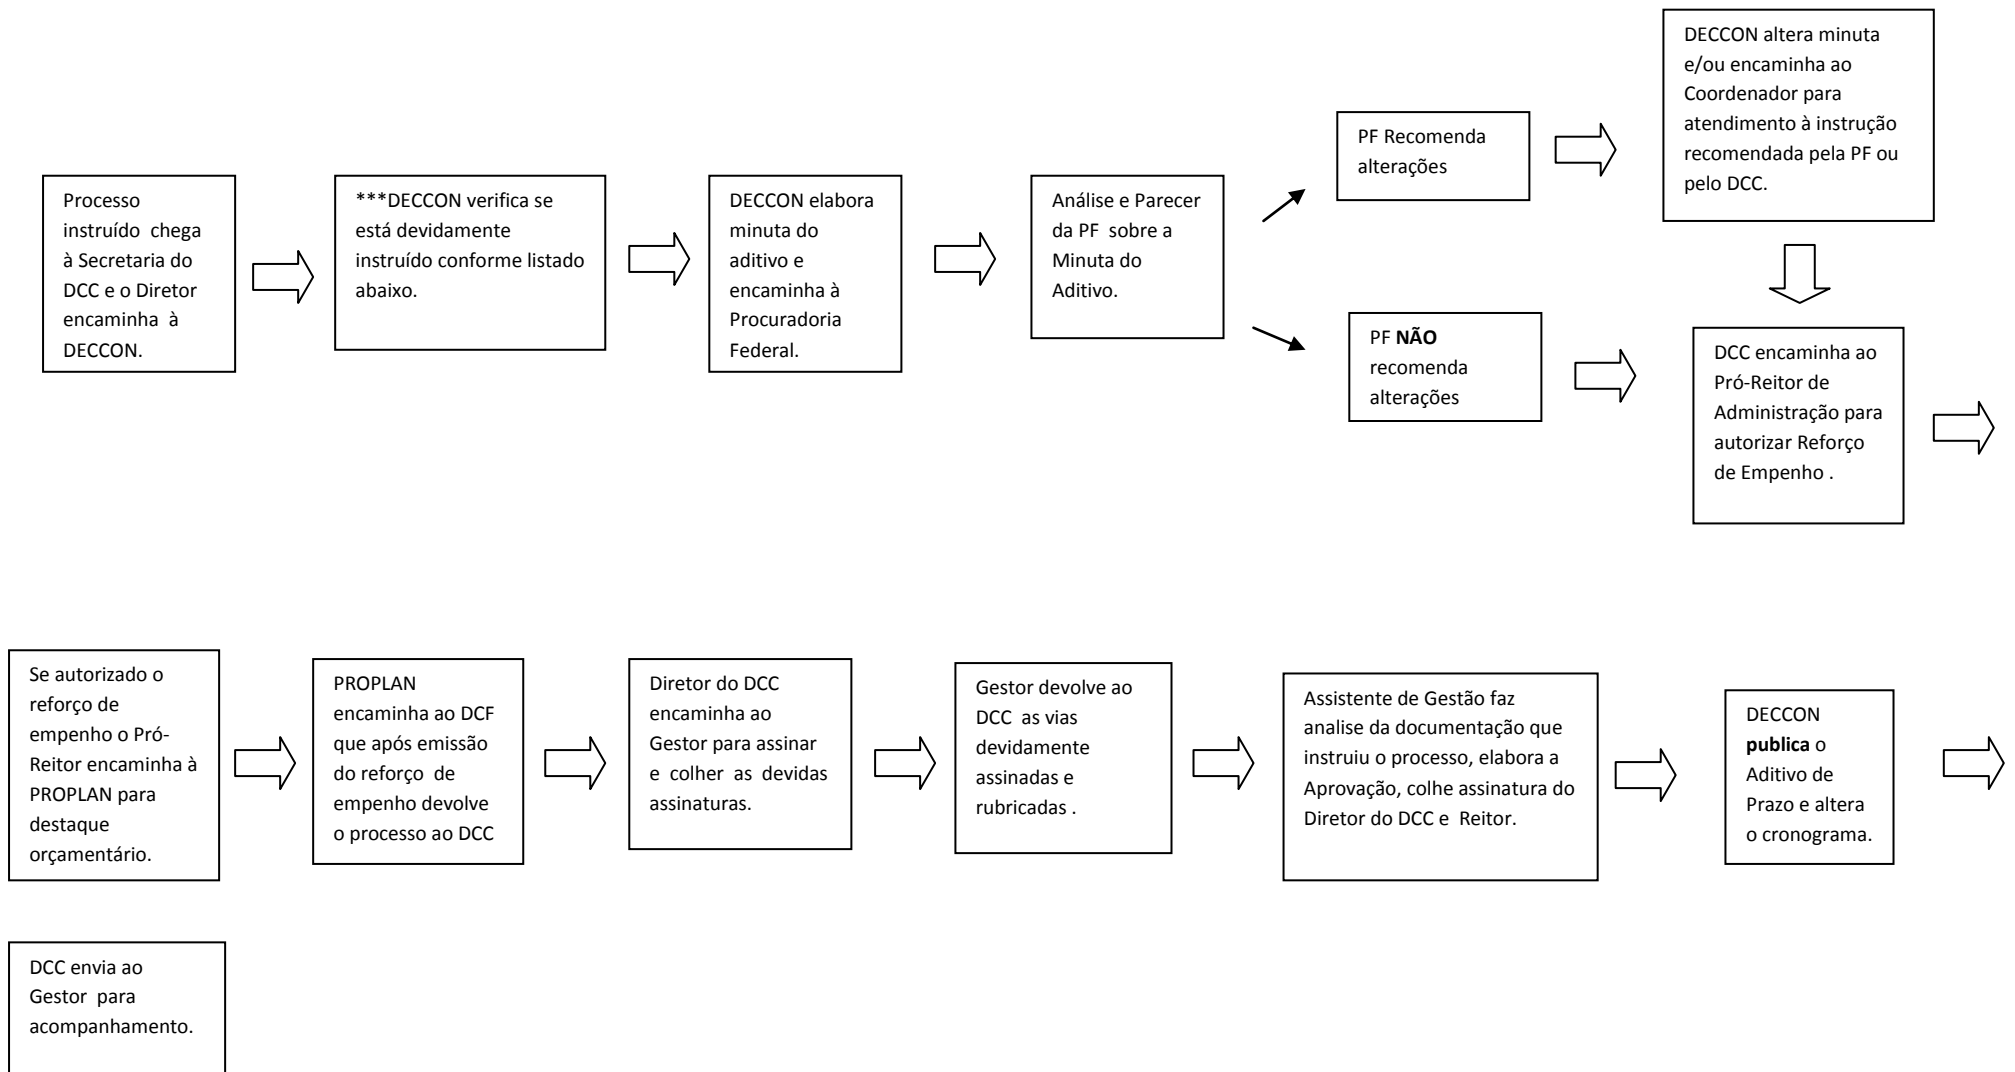 Processo
instruído chega
à Secretaria do
DCC e o Diretor
encaminha à
DECCON.
***DECCON verifica se
está devidamente
instruído conforme listado
abaixo.
DECCON elabora
minuta do
aditivo e
encaminha à
Procuradoria
Federal.
Análise e Parecer
da PF sobre a
Minuta do
Aditivo.
PF Recomenda
alterações
DECCON altera minuta
e/ou encaminha ao
Coordenador para
atendimento à instrução
recomendada pela PF ou
pelo DCC.
PF NÃO
recomenda
alterações
DCC encaminha ao
Pró-Reitor de
Administração para
autorizar Reforço
de Empenho .
Se autorizado o
reforço de
empenho o Pró-
Reitor encaminha à
PROPLAN para
destaque
orçamentário.
PROPLAN
encaminha ao DCF
que após emissão
do reforço de
empenho devolve
o processo ao DCC
Diretor do DCC
encaminha ao
Gestor para assinar
e colher as devidas
assinaturas.
Gestor devolve ao
DCC as vias
devidamente
assinadas e
rubricadas .
Assistente de Gestão faz
analise da documentação que
instruiu o processo, elabora a
Aprovação, colhe assinatura do
Diretor do DCC e Reitor.
DECCON
publica o
Aditivo de
Prazo e altera
o cronograma.
DCC envia ao
Gestor para
acompanhamento.